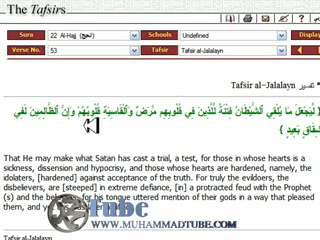 The Tafsirs
Sura 22 Al-Hajj (الحج) Schools Undefined Display
Verse No. 53 Tafsir Tafsir al-Jalalayn
Tafsir al-Jalalayn تفسير
{ لِّيَجْعَلَ مَا يُلْقِي ٱلشَّيْطَانُ فِتْنَةً لِّلَّذِينَ فِي قُلُوبِهِم مَّرَضٌ وَٱلْقَاسِيَةِ قُلُوبُهُمْ وَإِنَّ ٱلظَّالِمِينَ لَفِي
شِقَاقٍ بَعِيدٍ }
That He may make what Satan has cast a trial, a test, for those in whose hearts is a
sickness, dissension and hypocrisy, and those whose hearts are hardened, namely, the
idolaters, [hardened] against acceptance of the truth. For truly the evildoers, the
disbelievers, are [steeped] in extreme defiance, [in] a protracted feud with the Prophet
(s) and the for his tongue uttered mention of their gods in a way that pleased
them, and yet
Tube
WWW.MUHAMMADTUBE.COM
Tafsir al-Jalalayn